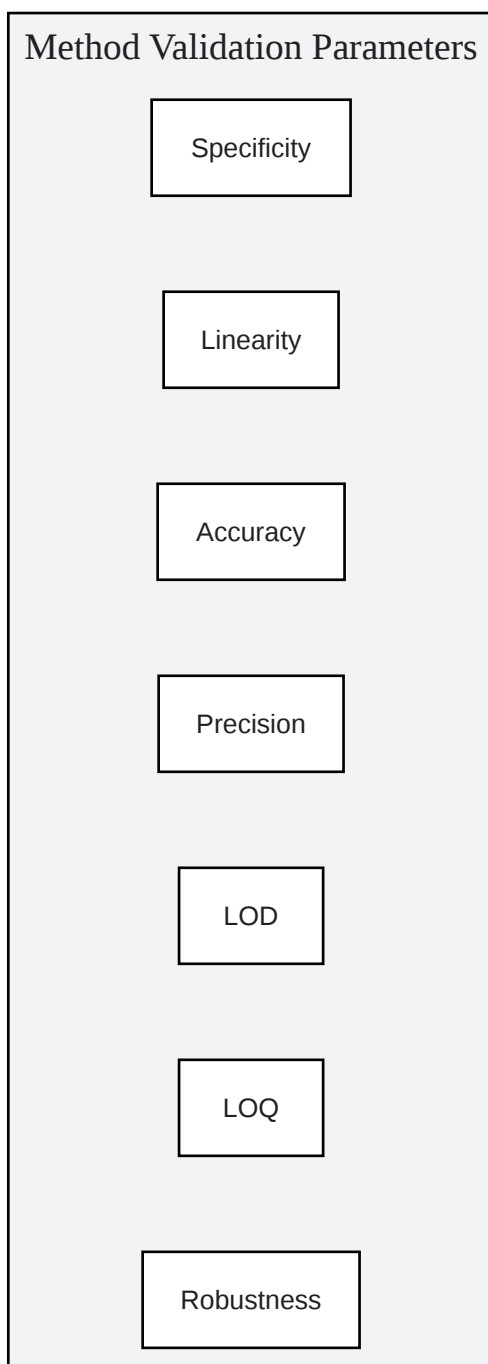 Method Validation Parameters
Specificity
Linearity
Accuracy
Precision
LOD
LOQ
Robustness